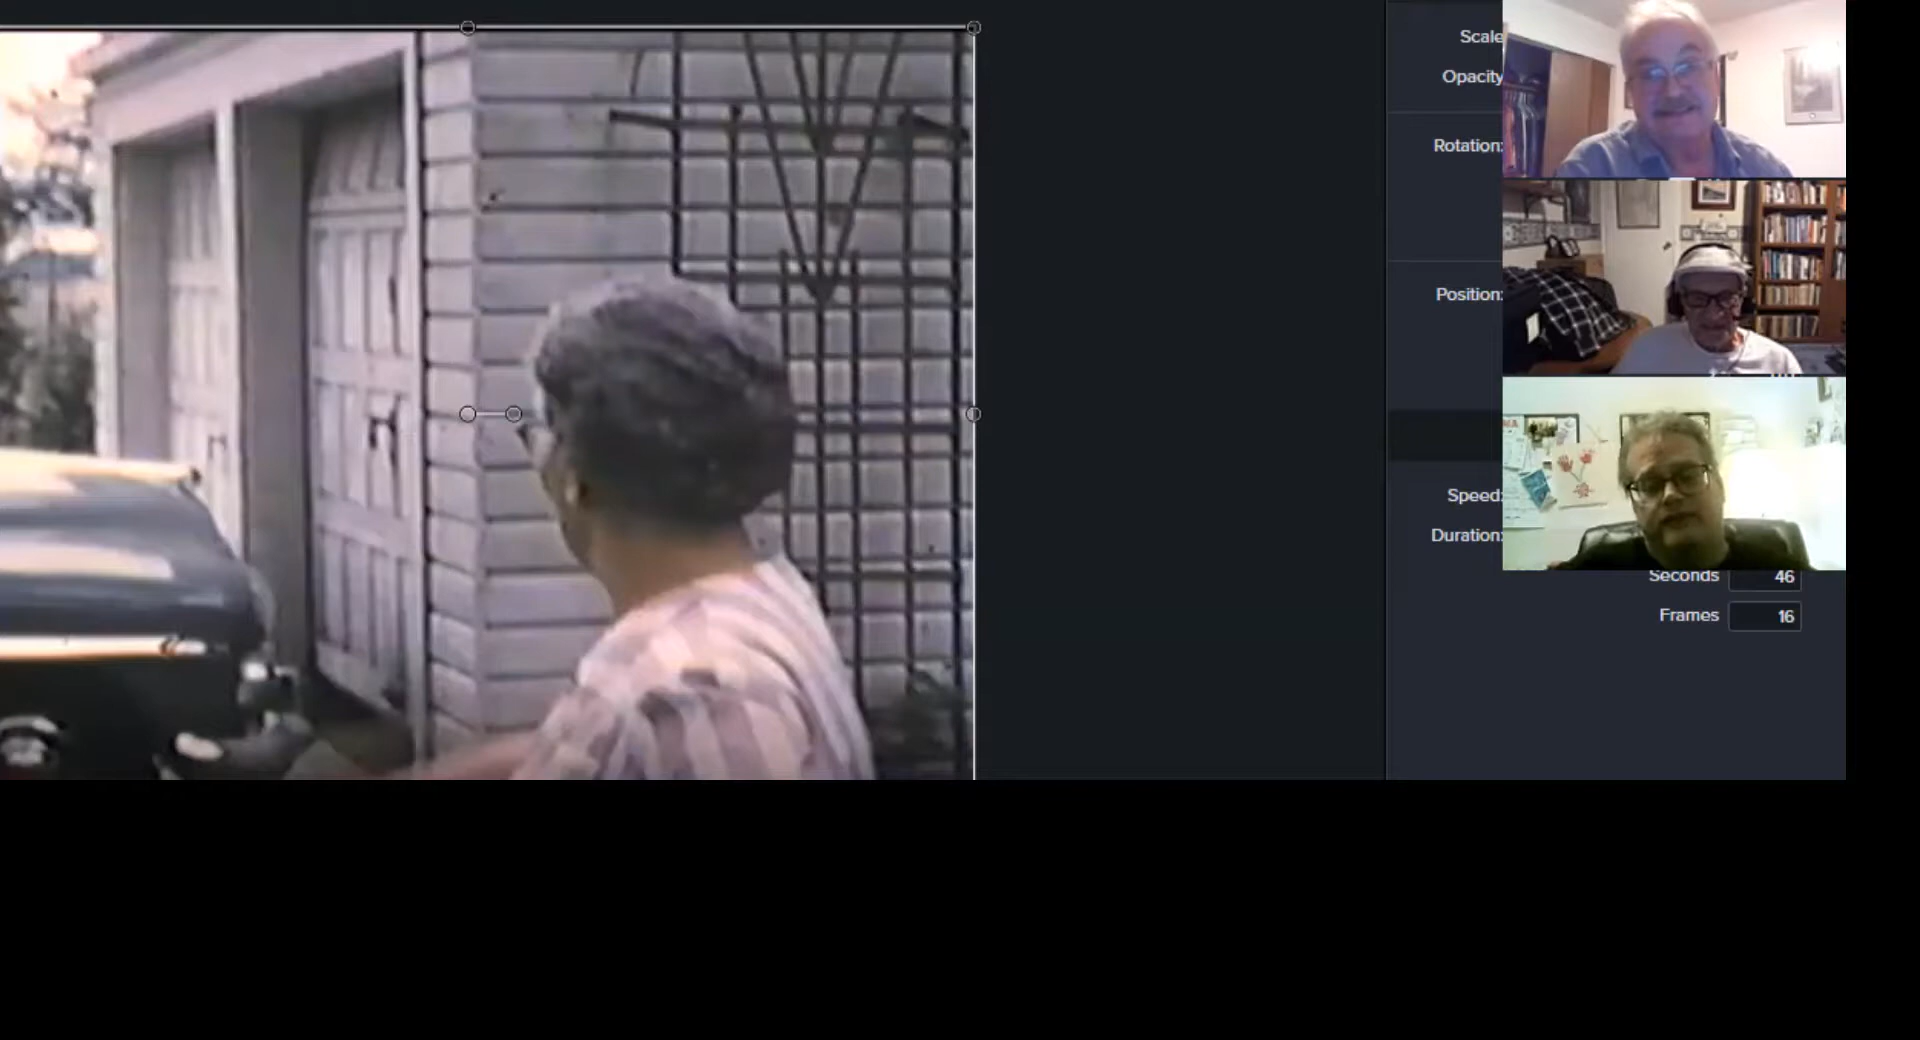 Scale
Opacity
Rotation:
Position:
Speed:
Duration:
Seconds 46
Frames 16